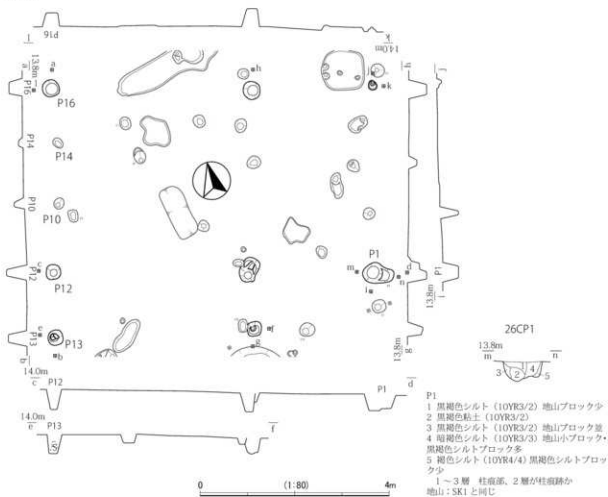 P16
l
k
14.0m
13.8m
a
a
h
j
h
j
k
P16
P16
P14
P14
P10
P10
P1
P1
c
c
m
d
n
P12
P12
i
l
e
e
f
P13
P13
g
b
b
g
13.8m
13.8m
14.0m
c
P12
P1
d
14.0m
e
P13
f
S
0
(1:80)
4m
26CP1
13.8m
m
n
3
2
4
5
P1
1 黒褐色シルト (10YR3/2) 地山ブロック少
2 黒褐色粘土 (10YR3/2)
3 黒褐色シルト (10YR3/2) 地山ブロック並
4 暗褐色シルト (10YR3/3) 地山小ブロック・
黒褐色シルトブロック多
5 褐色シルト (10YR4/4) 黒褐色シルトブロッ
ク少
1～3層 柱痕部、2層が柱痕跡か
地山：SK1と同じ